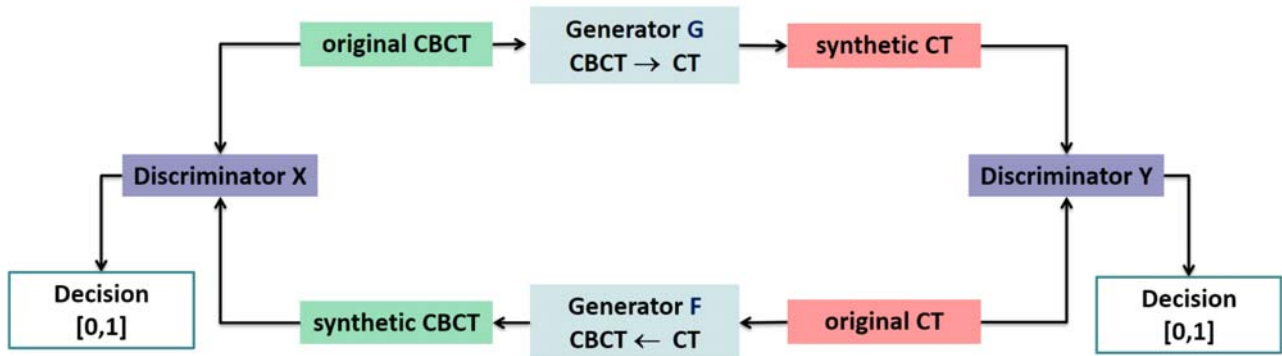 original CBCT
Generator G
CBCT → CT
synthetic CT
Discriminator X
Discriminator Y
Decision
[0,1]
synthetic CBCT
Generator F
CBCT ← CT
original CT
Decision
[0,1]